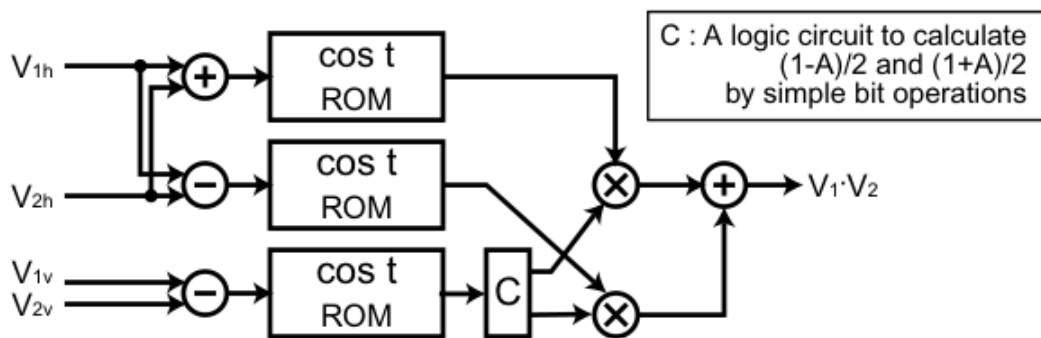 C : A logic circuit to calculate
(1-A)/2 and (1+A)/2
by simple bit operations
V1h
+
cos t
ROM
V2h
−
cos t
ROM
×
+
V1·V2
V1v
V2v
−
cos t
ROM
C
×